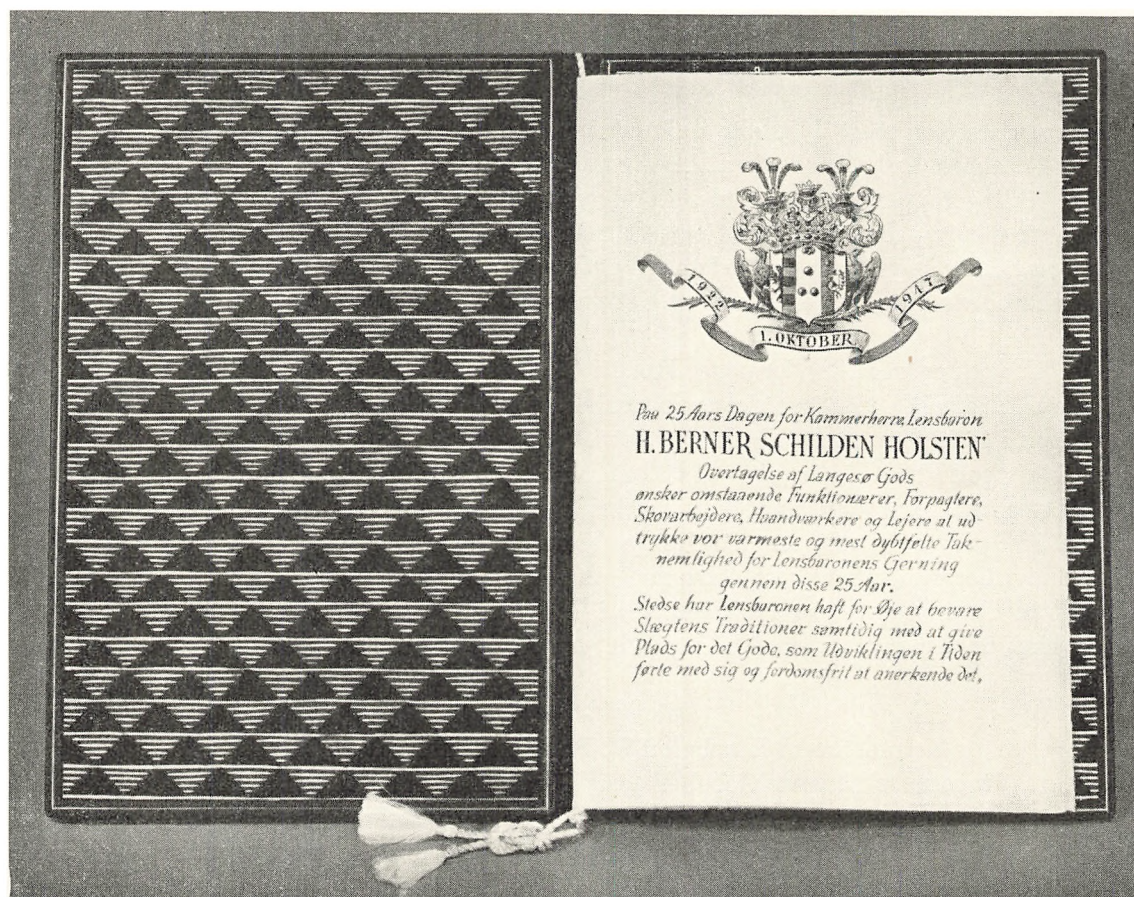 1922
1947
1. OKTOBER
Paa 25 Aars Dagen for Kammerherre, Lensbaron
H. BERNER SCHILDEN HOLSTEN'
Overtagelse af Langesø Gods
ønsker omstaaende Funktionærer, Forpagtere,
Skovarbejdere, Haandværkere og Lejere at ud-
trykke vor varmeste og mest dybtfølte Tak-
nemlighed for Lensbaronens Gerning
gennem disse 25 Aar.
Stedse har Lensbaronen haft for Øje at bevare
Slægtens Traditioner samtidig med at give
Plads for det Gode, som Udviklingen i Tiden
førte med sig og fordomsfrit at anerkende det,